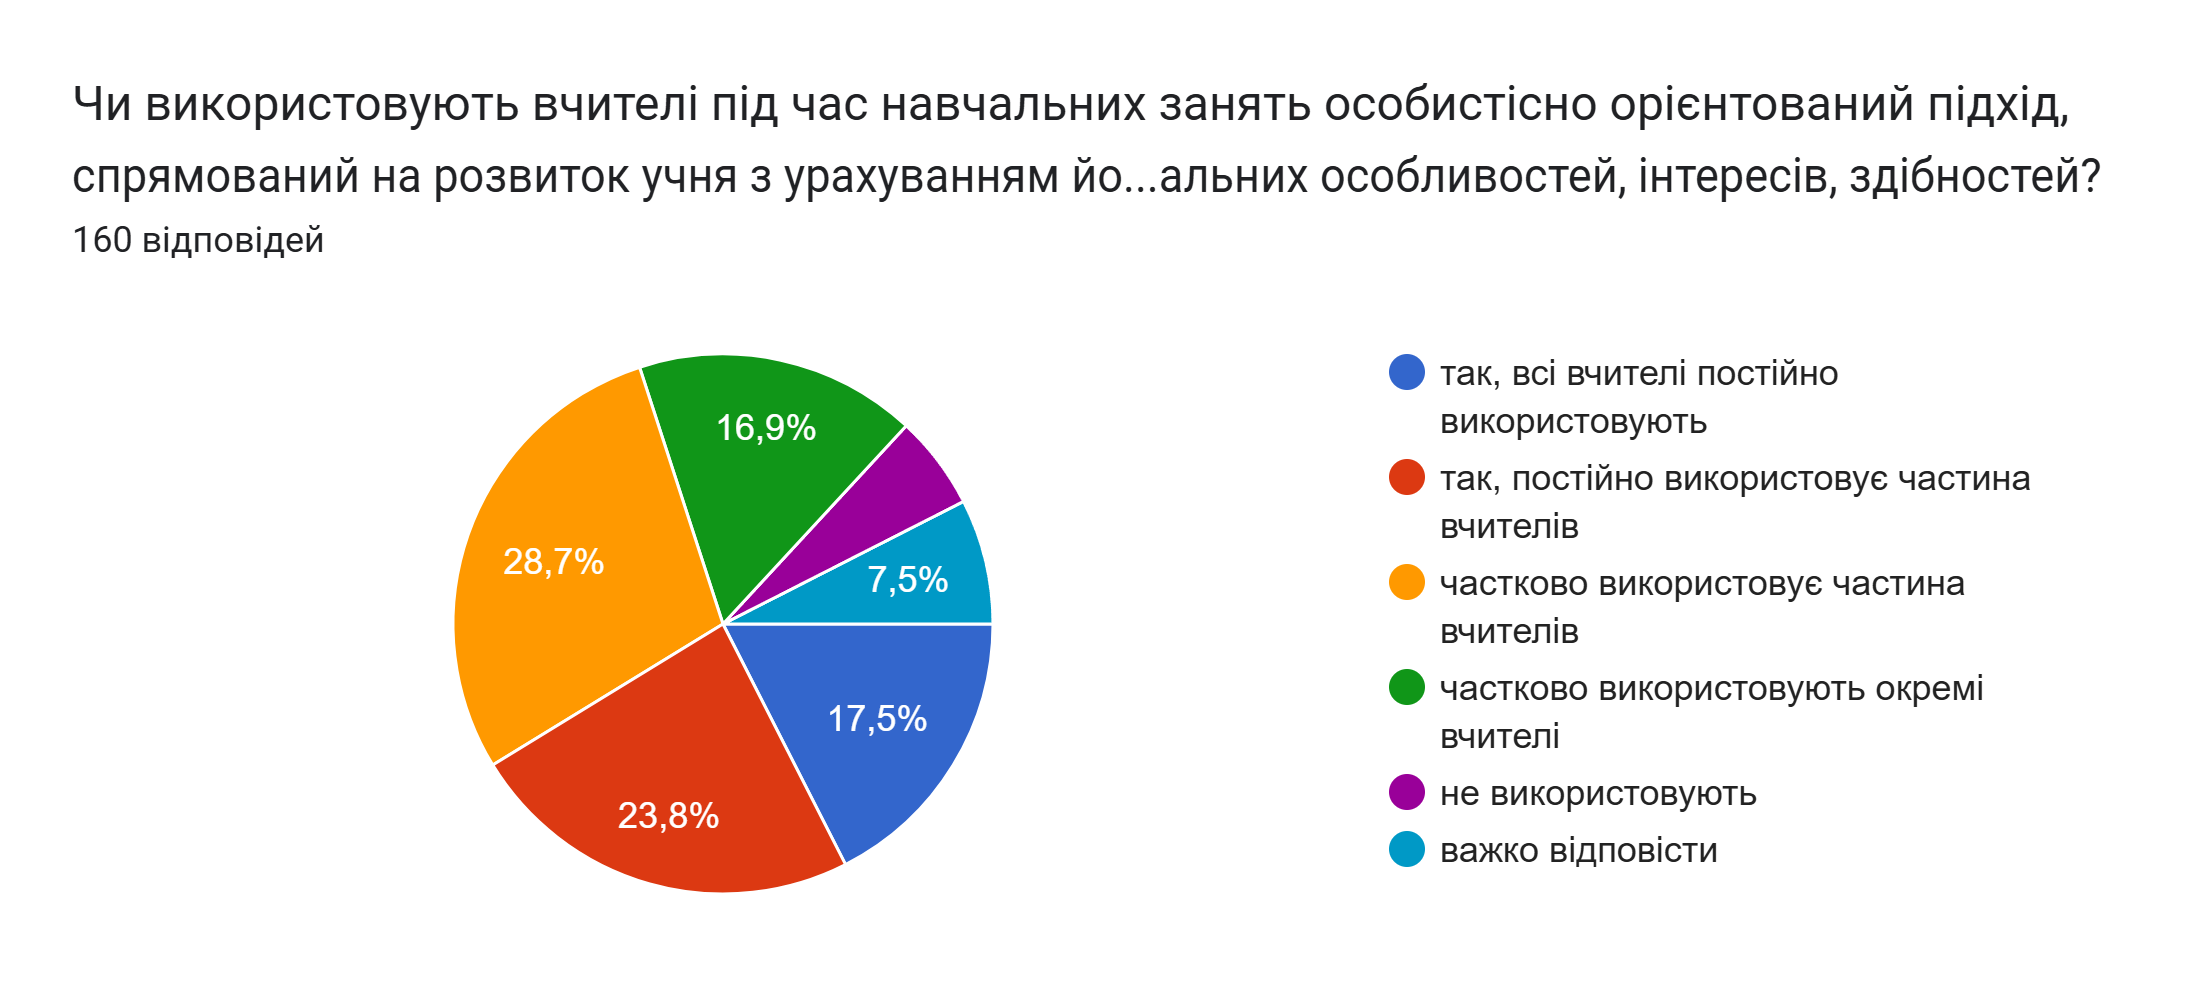 Чи використовують вчителі під час навчальних занять особистісно орієнтований підхід,
спрямований на розвиток учня з урахуванням йо...альних особливостей, інтересів, здібностей?
160 відповідей
16,9%
28,7%
7,5%
17,5%
23,8%
так, всі вчителі постійно
використовують
так, постійно використовує частина
вчителів
частково використовує частина
вчителів
частково використовують окремі
вчителі
не використовують
важко відповісти